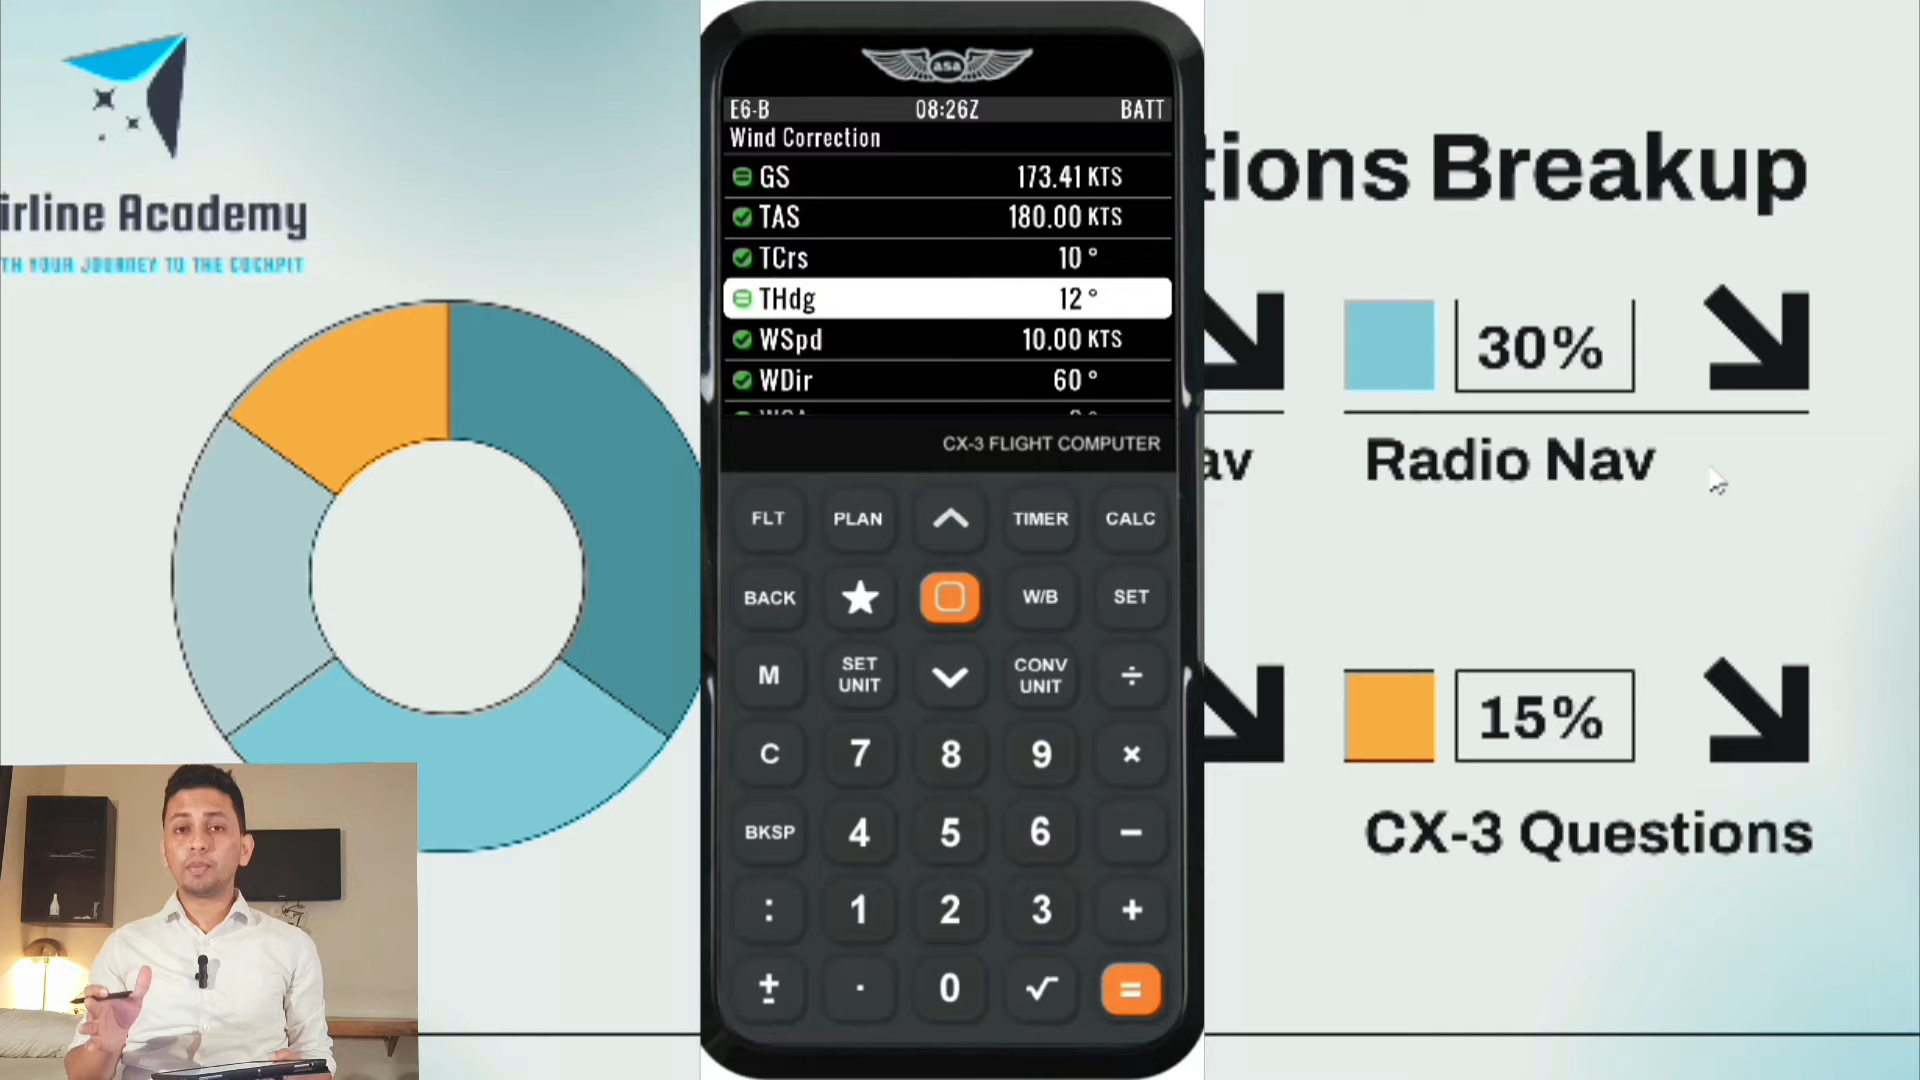 irline Academy
TH YOUR JOURNEY TO THE COCKPIT
asa
E6-B 08:26Z BATT
Wind Correction
GS 173.41 KTS
TAS 180.00 KTS
TCrs 10 °
THdg 12 °
WSpd 10.00 KTS
WDir 60 °
CX-3 FLIGHT COMPUTER
FLT PLAN TIMER CALC
BACK W/B SET
M SET UNIT CONV UNIT ÷
C 7 8 9 ×
BKSP 4 5 6 −
: 1 2 3 +
± . 0 √ =
tions Breakup
30%
av
Radio Nav
15%
CX-3 Questions